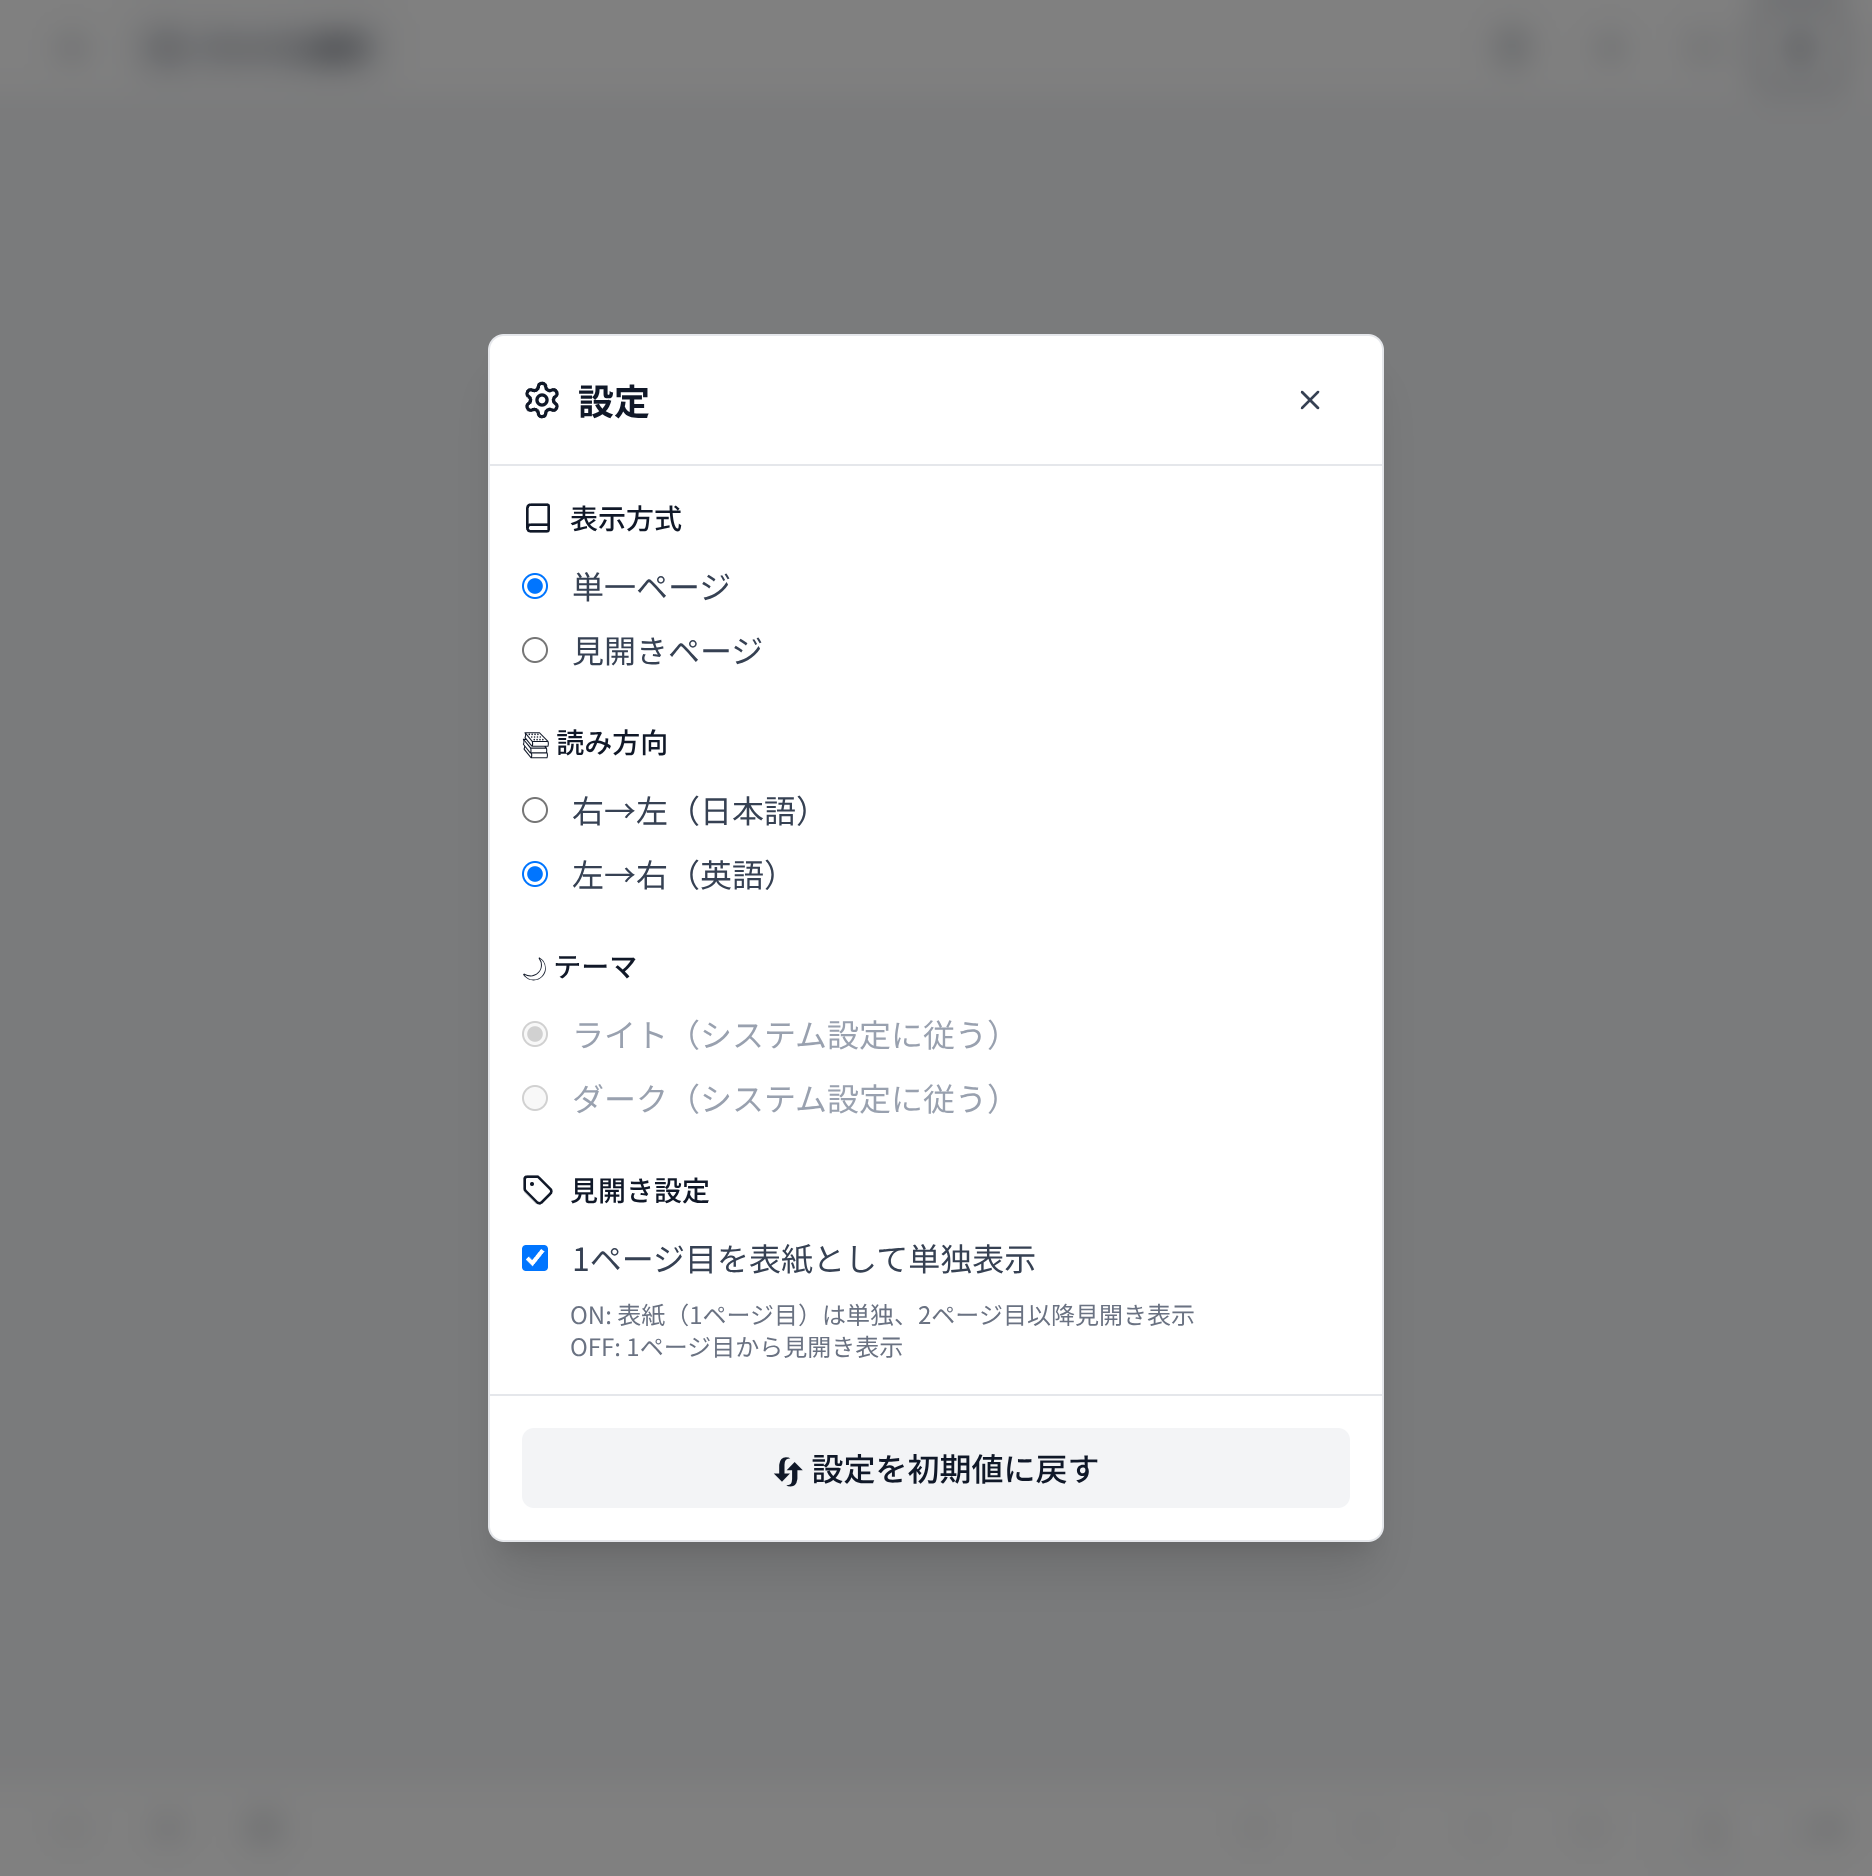 設定
表示方式
単一ページ
見開きページ
読み方向
右→左（日本語）
左→右（英語）
テーマ
ライト（システム設定に従う）
ダーク（システム設定に従う）
見開き設定
1ページ目を表紙として単独表示
ON: 表紙（1ページ目）は単独、2ページ目以降見開き表示
OFF: 1ページ目から見開き表示
設定を初期値に戻す